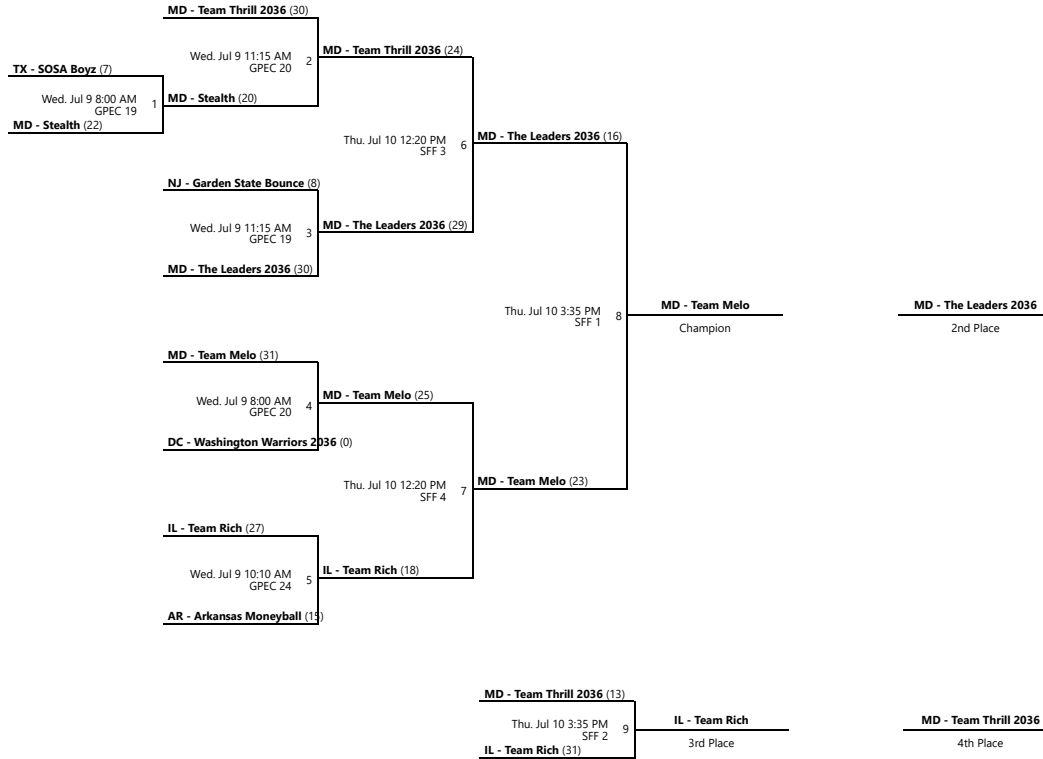 MD - Team Thrill 2036 (30)
Wed. Jul 9 11:15 AM
GPEC 20
2
MD - Team Thrill 2036 (24)
TX - SOSA Boyz (7)
Wed. Jul 9 8:00 AM
GPEC 19
1
MD - Stealth (20)
MD - Stealth (22)
Thu. Jul 10 12:20 PM
SFF 3
6
MD - The Leaders 2036 (16)
NJ - Garden State Bounce (8)
Wed. Jul 9 11:15 AM
GPEC 19
3
MD - The Leaders 2036 (29)
MD - The Leaders 2036 (30)
Thu. Jul 10 3:35 PM
SFF 1
8
MD - Team Melo
Champion
MD - The Leaders 2036
2nd Place
MD - Team Melo (31)
Wed. Jul 9 8:00 AM
GPEC 20
4
MD - Team Melo (25)
DC - Washington Warriors 2036 (0)
Thu. Jul 10 12:20 PM
SFF 4
7
MD - Team Melo (23)
IL - Team Rich (27)
Wed. Jul 9 10:10 AM
GPEC 24
5
IL - Team Rich (18)
AR - Arkansas Moneyball (15)
MD - Team Thrill 2036 (13)
Thu. Jul 10 3:35 PM
SFF 2
9
IL - Team Rich (31)
IL - Team Rich
3rd Place
MD - Team Thrill 2036
4th Place